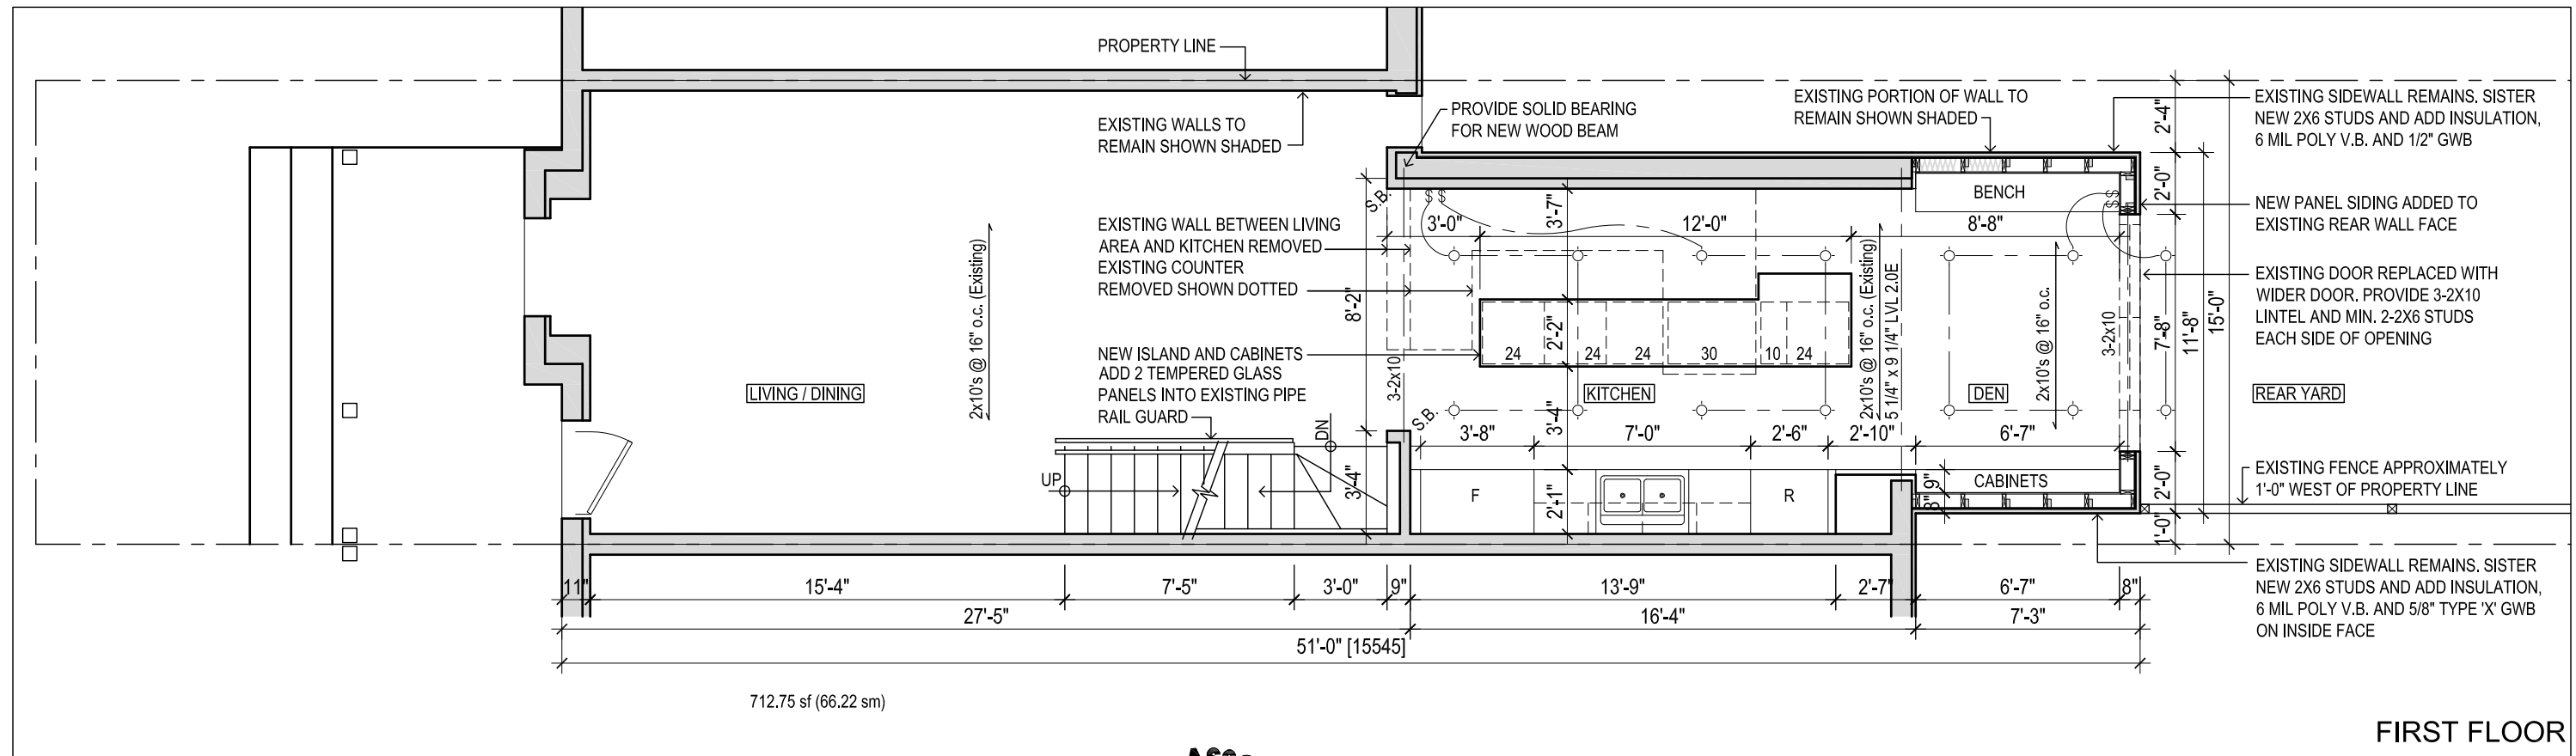 PROPERTY LINE
EXISTING WALLS TO
REMAIN SHOWN SHADED
PROVIDE SOLID BEARING
FOR NEW WOOD BEAM
EXISTING PORTION OF WALL TO
REMAIN SHOWN SHADED
EXISTING SIDEWALL REMAINS. SISTER
NEW 2X6 STUDS AND ADD INSULATION,
6 MIL POLY V.B. AND 1/2" GWB
2'-4"
S.B.
$ $
BENCH
$ $
2'-0"
NEW PANEL SIDING ADDED TO
EXISTING REAR WALL FACE
EXISTING WALL BETWEEN LIVING
AREA AND KITCHEN REMOVED
EXISTING COUNTER
REMOVED SHOWN DOTTED
3'-0"
3'-7"
12'-0"
8'-8"
EXISTING DOOR REPLACED WITH
WIDER DOOR. PROVIDE 3-2X10
LINTEL AND MIN. 2-2X6 STUDS
EACH SIDE OF OPENING
2x10's @ 16" o.c. (Existing)
8'-2"
2'-2"
2x10's @ 16" o.c. (Existing)
5 1/4" x 9 1/4" LVL 2.0E
2x10's @ 16" o.c.
3-2x10
7'-8"
11'-8"
15'-0"
24
24
24
30
10
24
NEW ISLAND AND CABINETS
ADD 2 TEMPERED GLASS
PANELS INTO EXISTING PIPE
RAIL GUARD
3-2x10
LIVING / DINING
KITCHEN
DEN
REAR YARD
S.B.
DN
3'-4"
3'-8"
7'-0"
2'-6"
2'-10"
6'-7"
UP
3'-4"
F
2'-1"
R
9"
8"
CABINETS
2'-0"
1'-0"
EXISTING FENCE APPROXIMATELY
1'-0" WEST OF PROPERTY LINE
EXISTING SIDEWALL REMAINS. SISTER
NEW 2X6 STUDS AND ADD INSULATION,
6 MIL POLY V.B. AND 5/8" TYPE 'X' GWB
ON INSIDE FACE
11"
15'-4"
7'-5"
3'-0"
9"
13'-9"
2'-7"
6'-7"
8"
27'-5"
16'-4"
7'-3"
51'-0" [15545]
712.75 sf (66.22 sm)
FIRST FLOOR